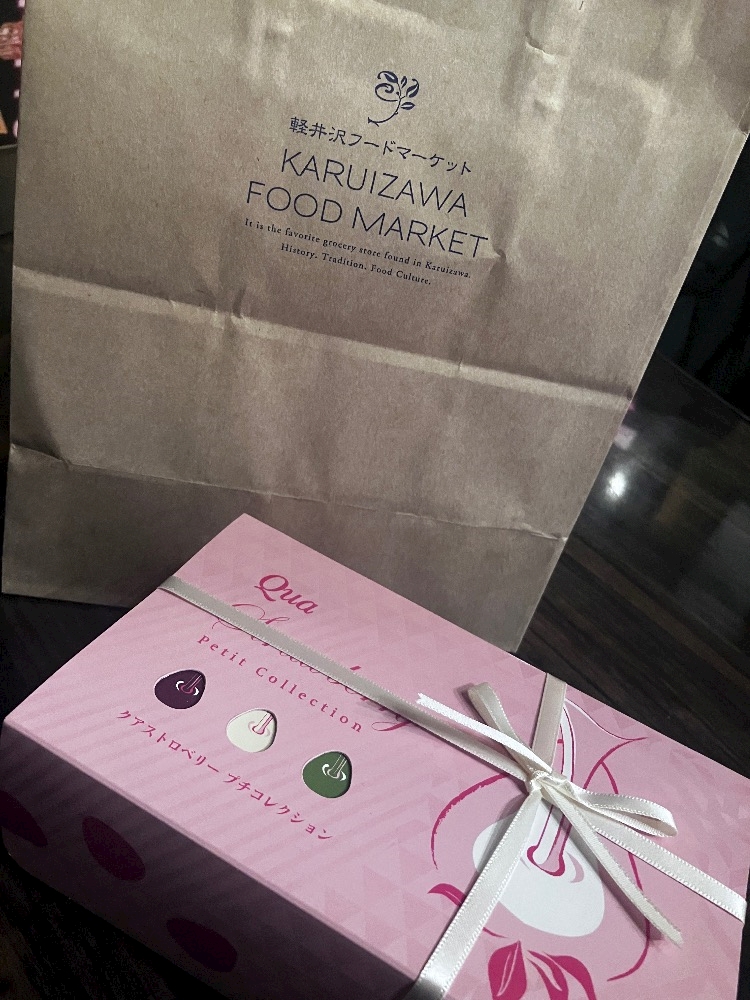 軽井沢フードマーケット
KARUIZAWA
FOOD MARKET
It is the favorite grocery store found in Karuizawa.
History. Tradition. Food Culture.
Qua
Petit Collection
クアストロベリー プチコレクション